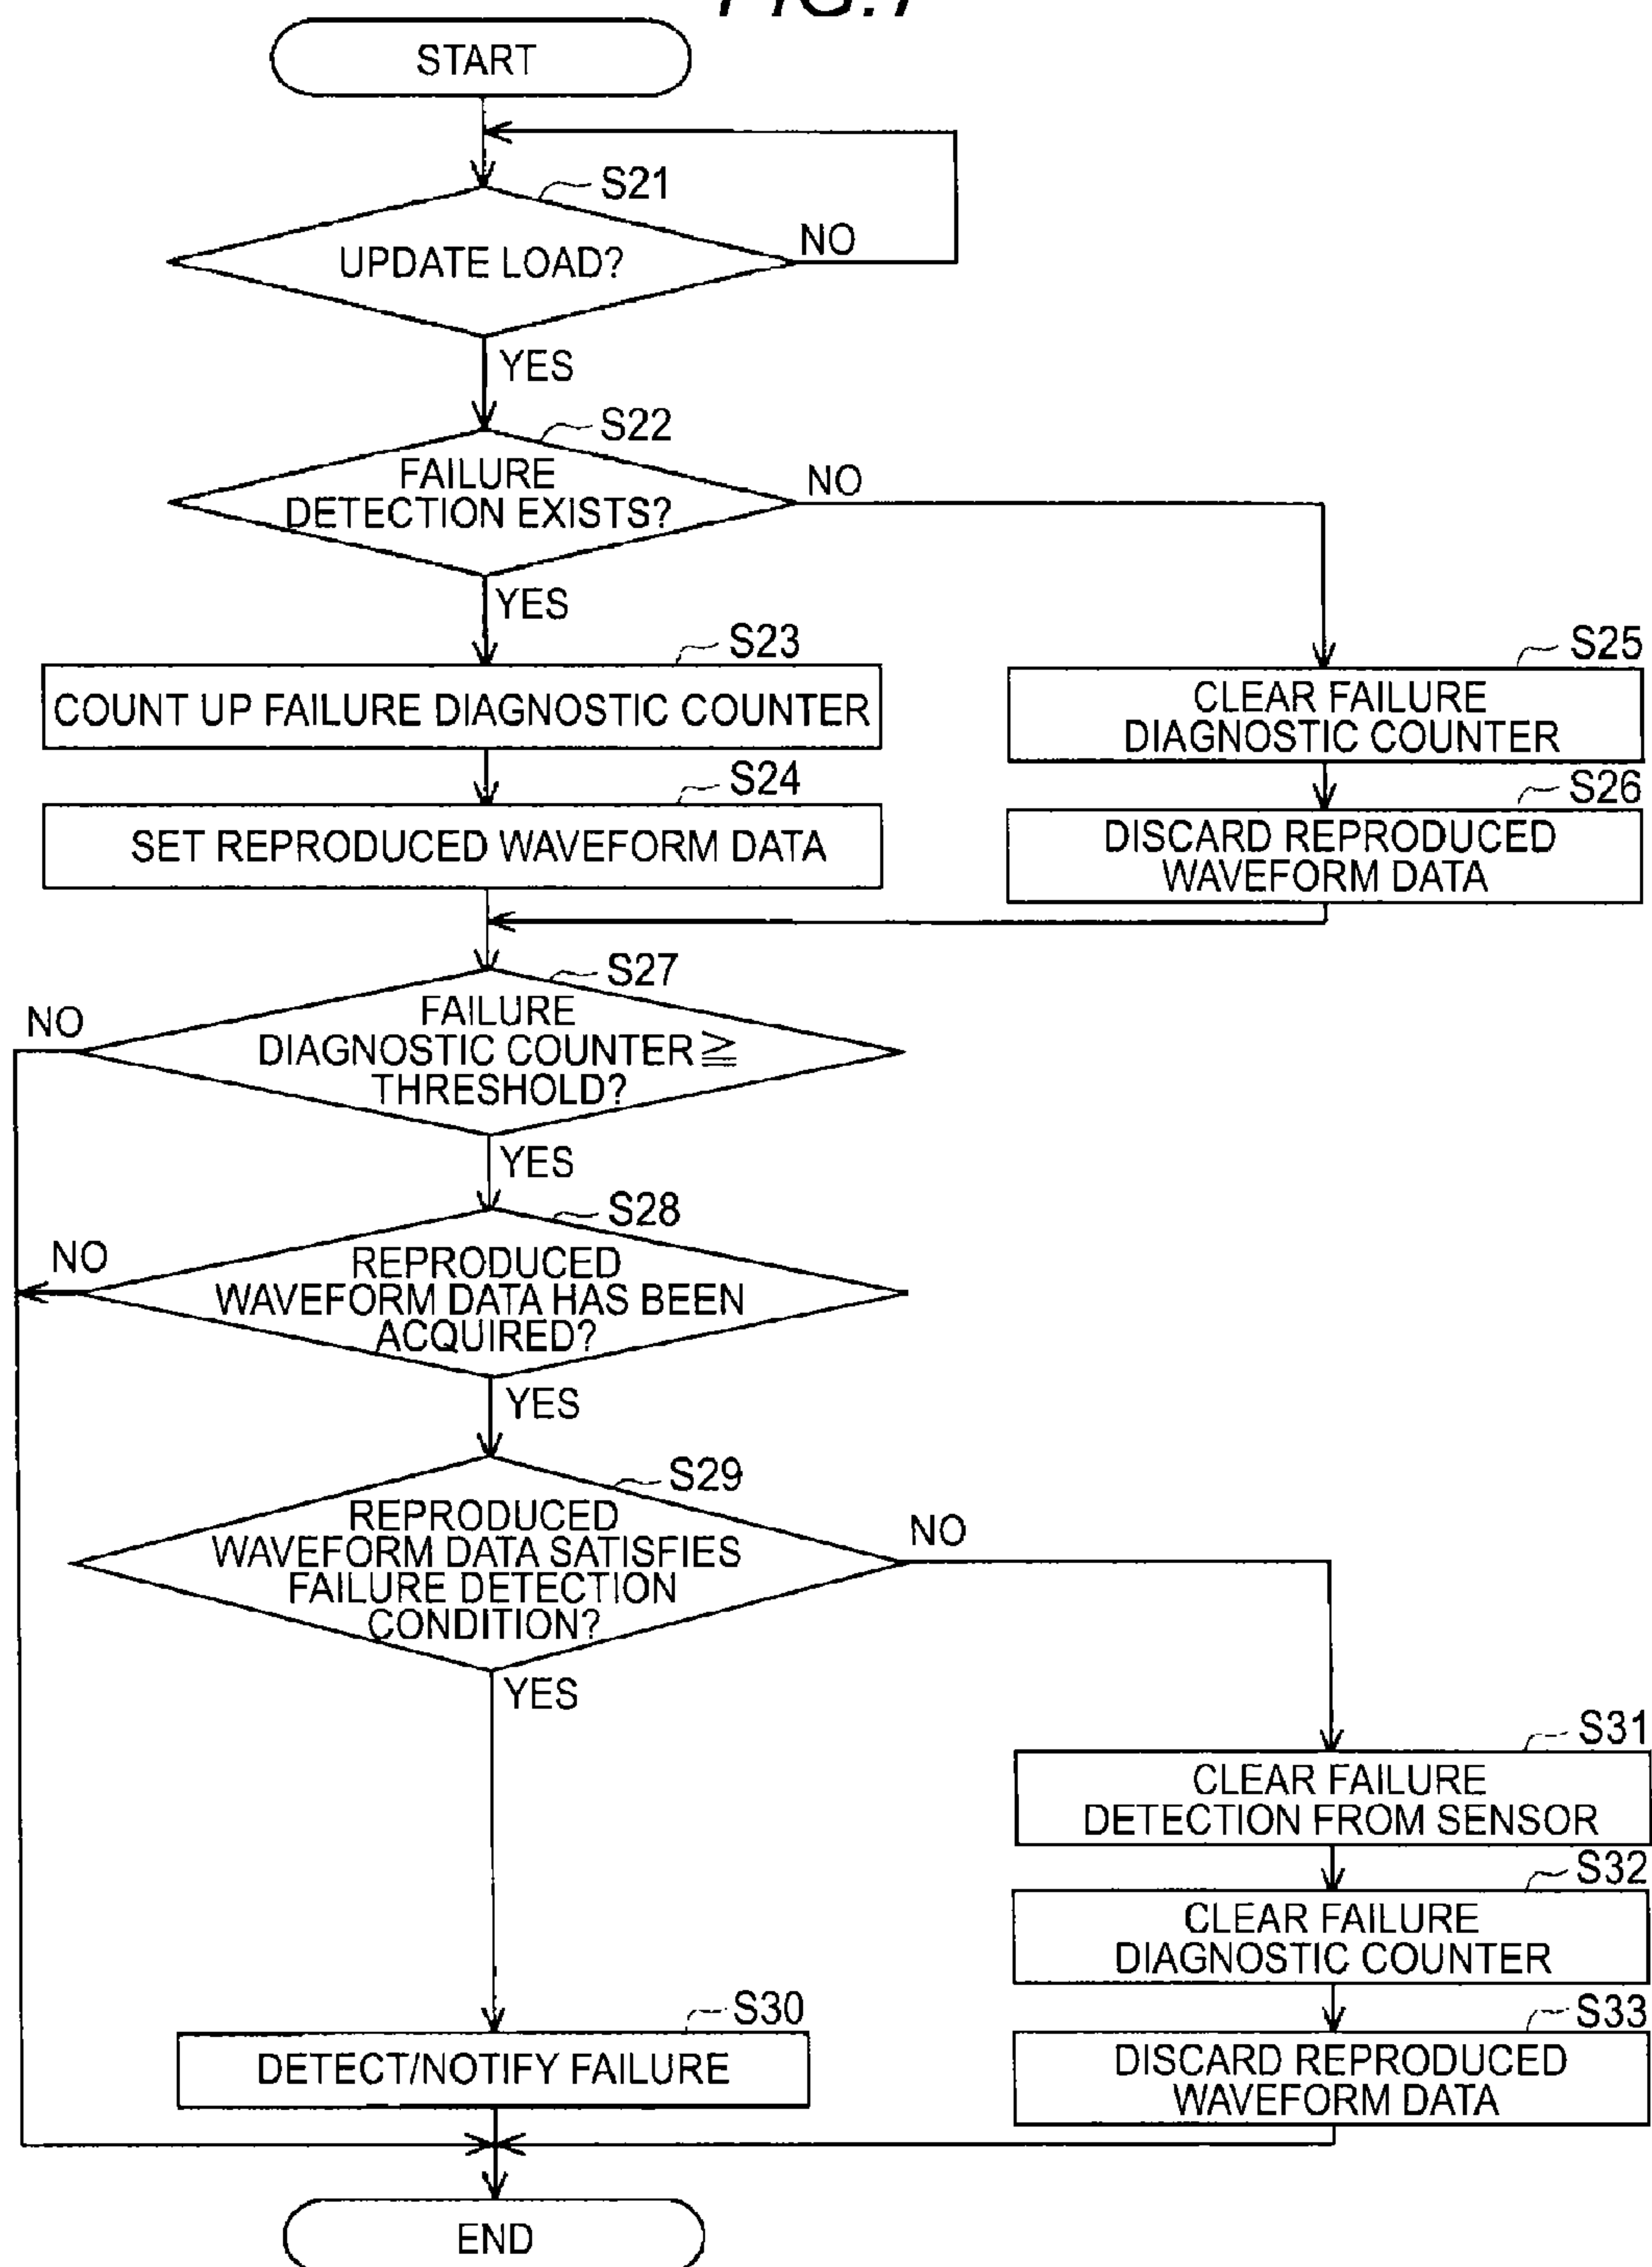 START
S21
UPDATE LOAD?
NO
YES
S22
FAILURE
DETECTION EXISTS?
NO
YES
S23
COUNT UP FAILURE DIAGNOSTIC COUNTER
S25
CLEAR FAILURE
DIAGNOSTIC COUNTER
S24
SET REPRODUCED WAVEFORM DATA
S26
DISCARD REPRODUCED
WAVEFORM DATA
S27
NO
FAILURE
DIAGNOSTIC COUNTER ≧
THRESHOLD?
YES
S28
NO
REPRODUCED
WAVEFORM DATA HAS BEEN
ACQUIRED?
YES
S29
REPRODUCED
WAVEFORM DATA SATISFIES
FAILURE DETECTION
CONDITION?
NO
YES
S31
CLEAR FAILURE
DETECTION FROM SENSOR
S32
CLEAR FAILURE
DIAGNOSTIC COUNTER
S30
DETECT/NOTIFY FAILURE
S33
DISCARD REPRODUCED
WAVEFORM DATA
END